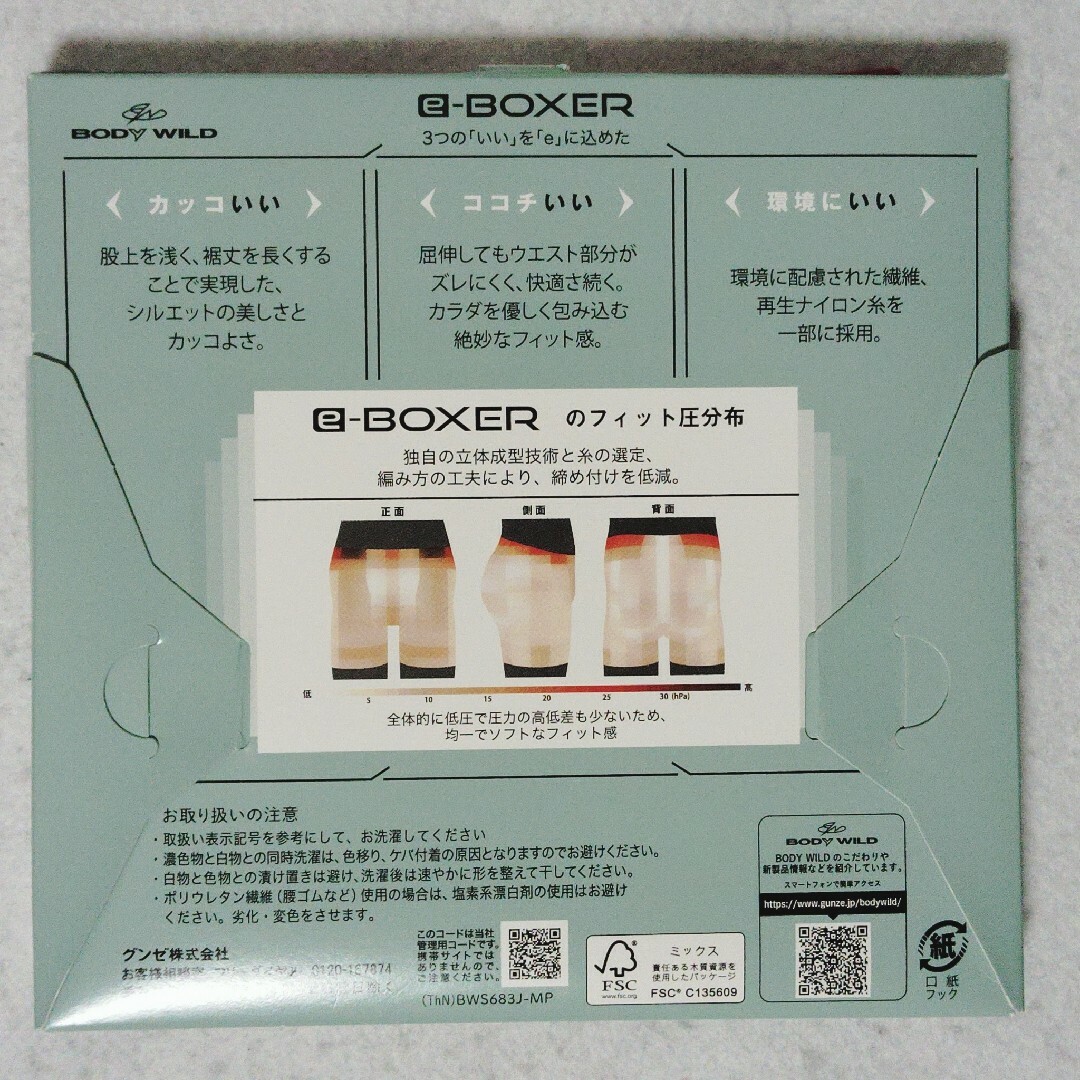 BODY WILD
e-BOXER
3つの「いい」を「e」に込めた
カッコいい
股上を浅く、裾丈を長くする
ことで実現した、
シルエットの美しさと
カッコよさ。
ココチいい
屈伸してもウエスト部分が
ズレにくく、快適さ続く。
カラダを優しく包み込む
絶妙なフィット感。
環境にいい
環境に配慮された繊維、
再生ナイロン糸を
一部に採用。
e-BOXER のフィット圧分布
独自の立体成型技術と糸の選定、
編み方の工夫により、締め付けを低減。
正面 側面 背面
低 5 10 15 20 25 30 (hPa) 高
全体的に低圧で圧力の高低差も少ないため、
均一でソフトなフィット感
お取り扱いの注意
・取扱い表示記号を参考にして、お洗濯してください
・濃色物と白物との同時洗濯は、色移り、ケバ付着の原因となりますのでお避けください。
・白物と色物との漬け置きは避け、洗濯後は速やかに形を整えて干してください。
・ポリウレタン繊維(腰ゴムなど)使用の場合は、塩素系漂白剤の使用はお避け
ください。劣化・変色をさせます。
グンゼ株式会社
お客様相談室 フリーダイヤル 0120-167874
このコードは当社
管理用コードです。
携帯サイトでは
ありませんので、
ご注意ください。
(ThN)BWS683J-MP
FSC
www.fsc.org
ミックス
責任ある木質資源を
使用したパッケージ
FSC® C135609
BODY WILD
BODY WILD のこだわりや
新製品情報などを紹介しています。
スマートフォンで簡単アクセス
https://www.gunze.jp/bodywild/
紙
口 紙
フック